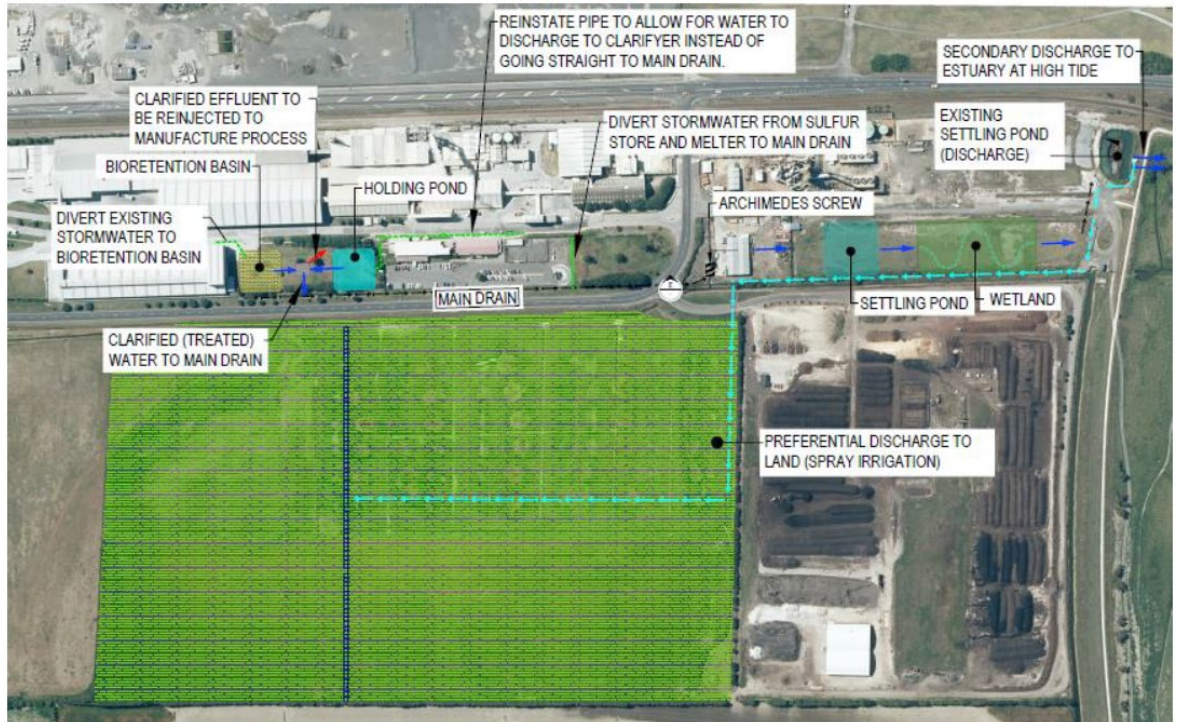 REINSTATE PIPE TO ALLOW FOR WATER TO
DISCHARGE TO CLARIFYER INSTEAD OF
GOING STRAIGHT TO MAIN DRAIN.
SECONDARY DISCHARGE TO
ESTUARY AT HIGH TIDE
CLARIFIED EFFLUENT TO
BE REINJECTED TO
MANUFACTURE PROCESS
DIVERT STORMWATER FROM SULFUR
STORE AND MELTER TO MAIN DRAIN
EXISTING
SETTLING POND
(DISCHARGE)
BIORETENTION BASIN
HOLDING POND
ARCHIMEDES SCREW
DIVERT EXISTING
STORMWATER TO
BIORETENTION BASIN
MAIN DRAIN
SETTLING POND
WETLAND
CLARIFIED (TREATED)
WATER TO MAIN DRAIN
PREFERENTIAL DISCHARGE TO
LAND (SPRAY IRRIGATION)